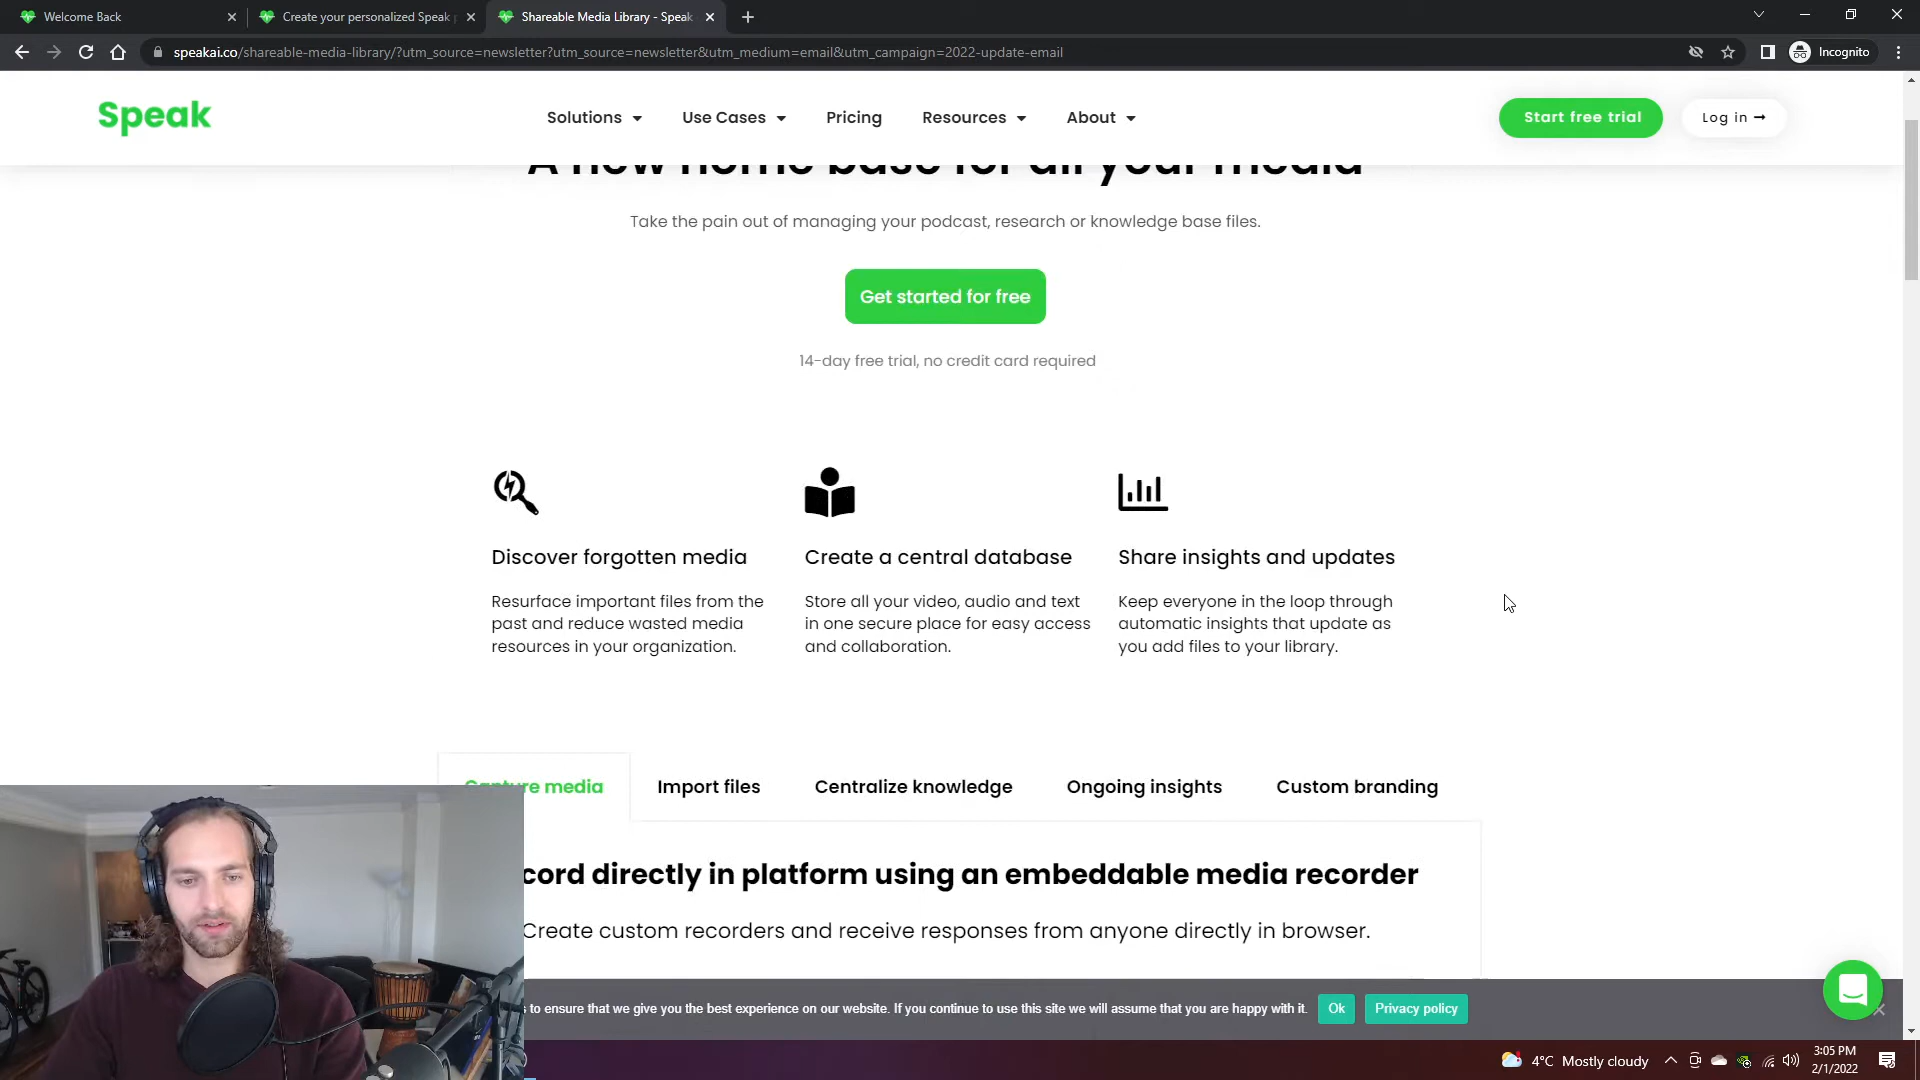 Welcome Back
Create your personalized Speak
Shareable Media Library - Speak
speakai.co/shareable-media-library/?utm_source=newsletter?utm_source=newsletter&utm_medium=email&utm_campaign=2022-update-email
Incognito
Speak
Solutions
Use Cases
Pricing
Resources
About
Start free trial
Log in →
A new home base for all your media
Take the pain out of managing your podcast, research or knowledge base files.
Get started for free
14-day free trial, no credit card required
Discover forgotten media
Resurface important files from the
past and reduce wasted media
resources in your organization.
Create a central database
Store all your video, audio and text
in one secure place for easy access
and collaboration.
Share insights and updates
Keep everyone in the loop through
automatic insights that update as
you add files to your library.
Capture media
Import files
Centralize knowledge
Ongoing insights
Custom branding
cord directly in platform using an embeddable media recorder
Create custom recorders and receive responses from anyone directly in browser.
s to ensure that we give you the best experience on our website. If you continue to use this site we will assume that you are happy with it.
Ok
Privacy policy
4°C Mostly cloudy
3:05 PM
2/1/2022